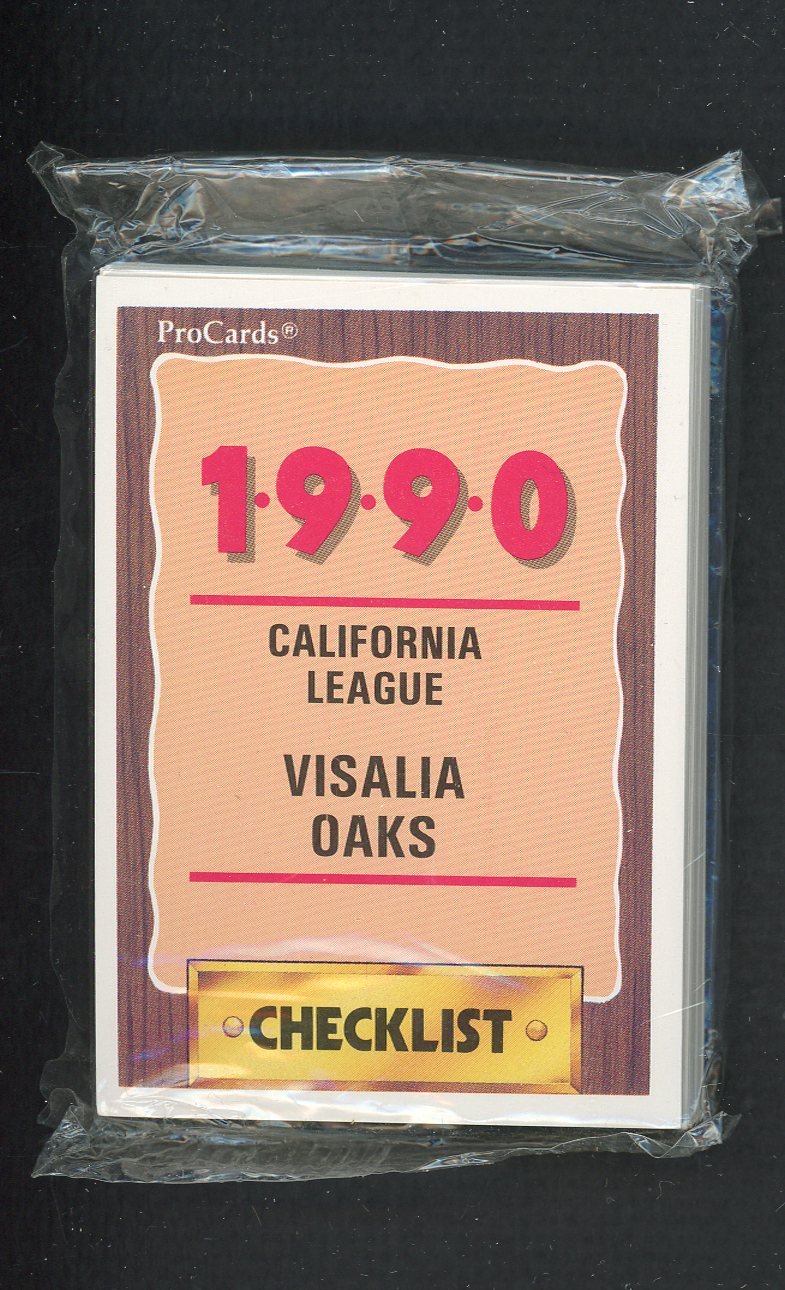 ProCards®
1·9·9·0
CALIFORNIA
LEAGUE
VISALIA
OAKS
CHECKLIST